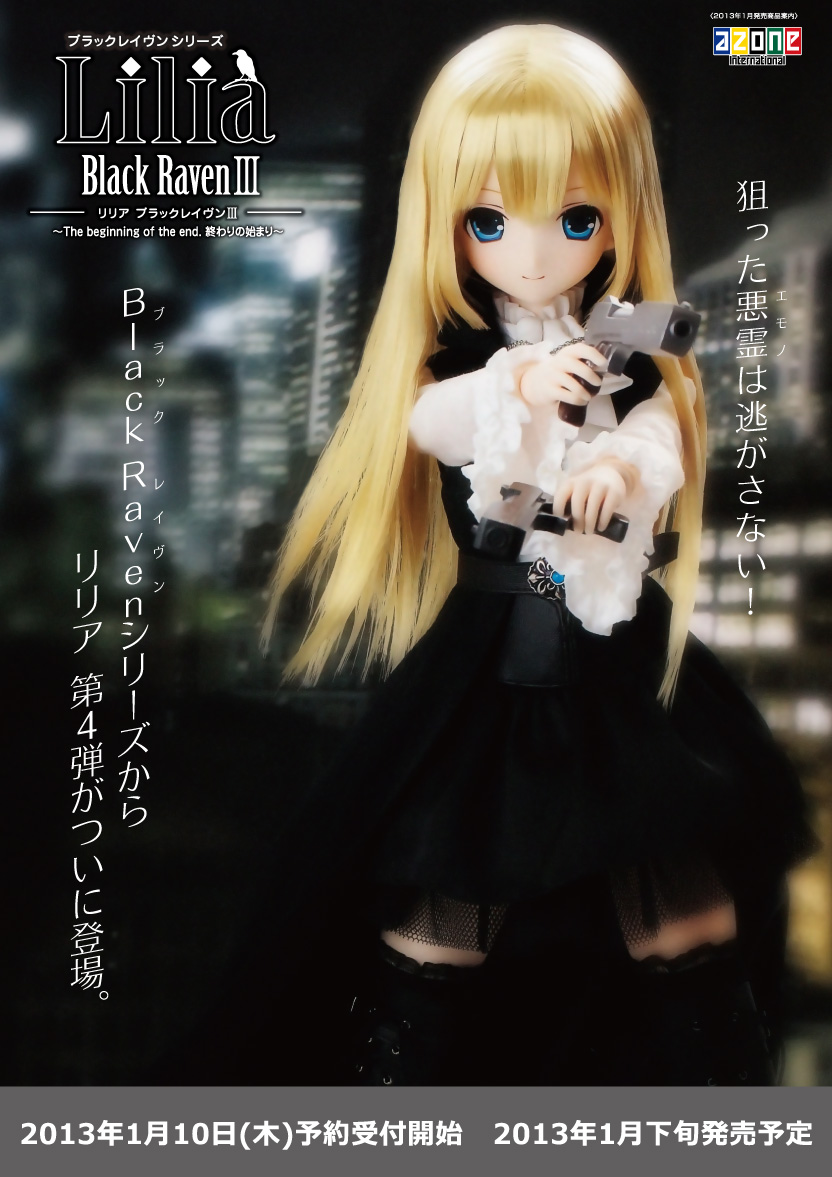 〈2013年1月発売商品案内〉
azone
International
ブラックレイヴン シリーズ
Lilia
Black Raven III
リリア ブラックレイヴンIII
～The beginning of the end. 終わりの始まり～
狙った悪霊は逃がさない！
エモノ
Black Ravenシリーズから
ブラック レイヴン
リリア 第4弾がついに登場。
2013年1月10日(木)予約受付開始 2013年1月下旬発売予定